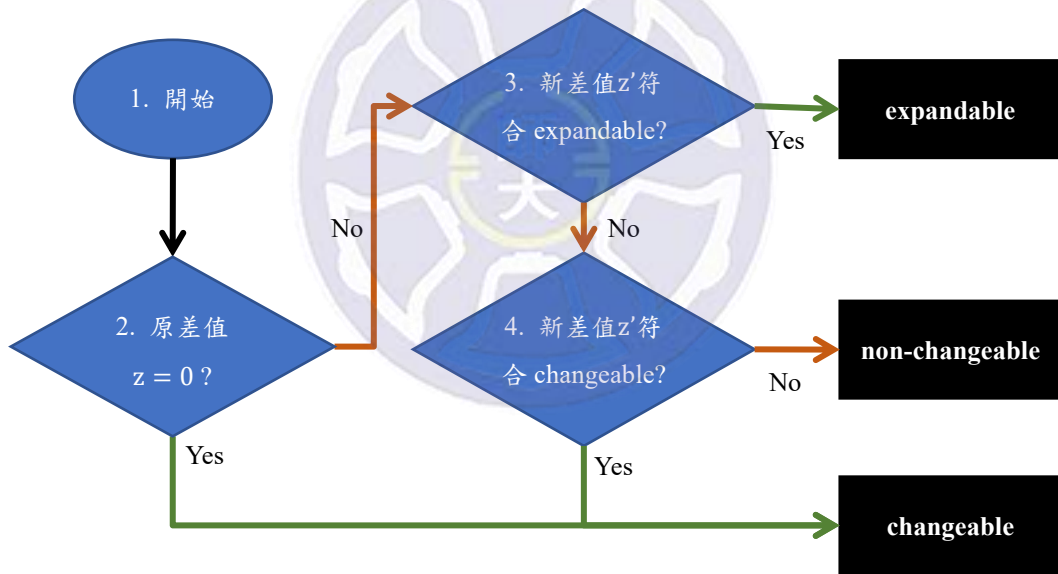 1. 開始
2. 原差值
z = 0 ?
Yes
No
3. 新差值z’符
合 expandable?
Yes
expandable
No
4. 新差值z’符
合 changeable?
No
non-changeable
Yes
changeable
大